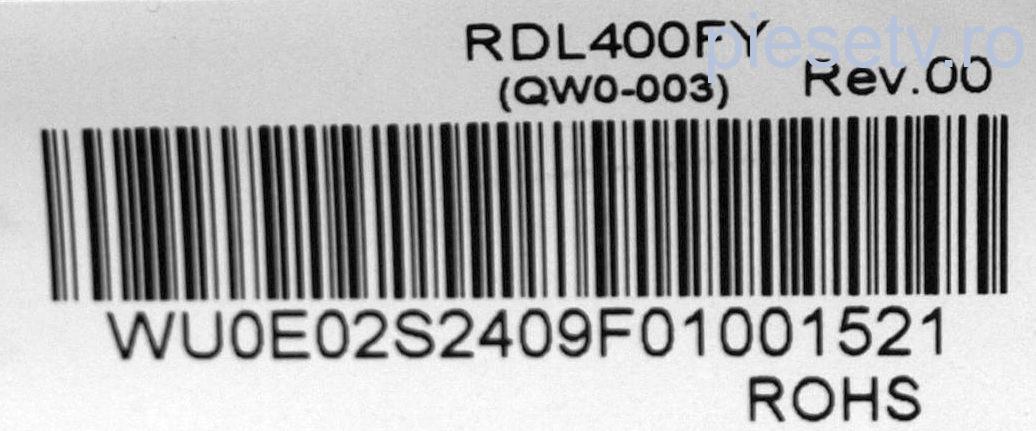 RDL400FY
piesetv.ro
(QW0-003)
Rev.00
WU0E02S2409F01001521
ROHS